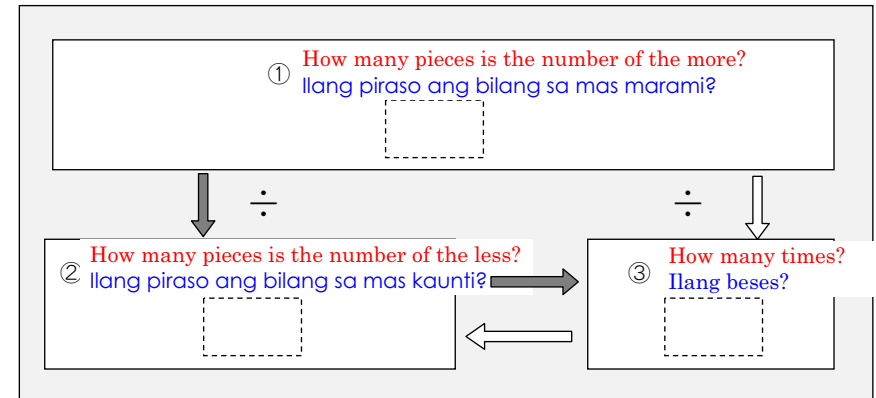 ① How many pieces is the number of the more?
Ilang piraso ang bilang sa mas marami?
÷ ÷
② How many pieces is the number of the less?
Ilang piraso ang bilang sa mas kaunti?
③ How many times?
Ilang beses?